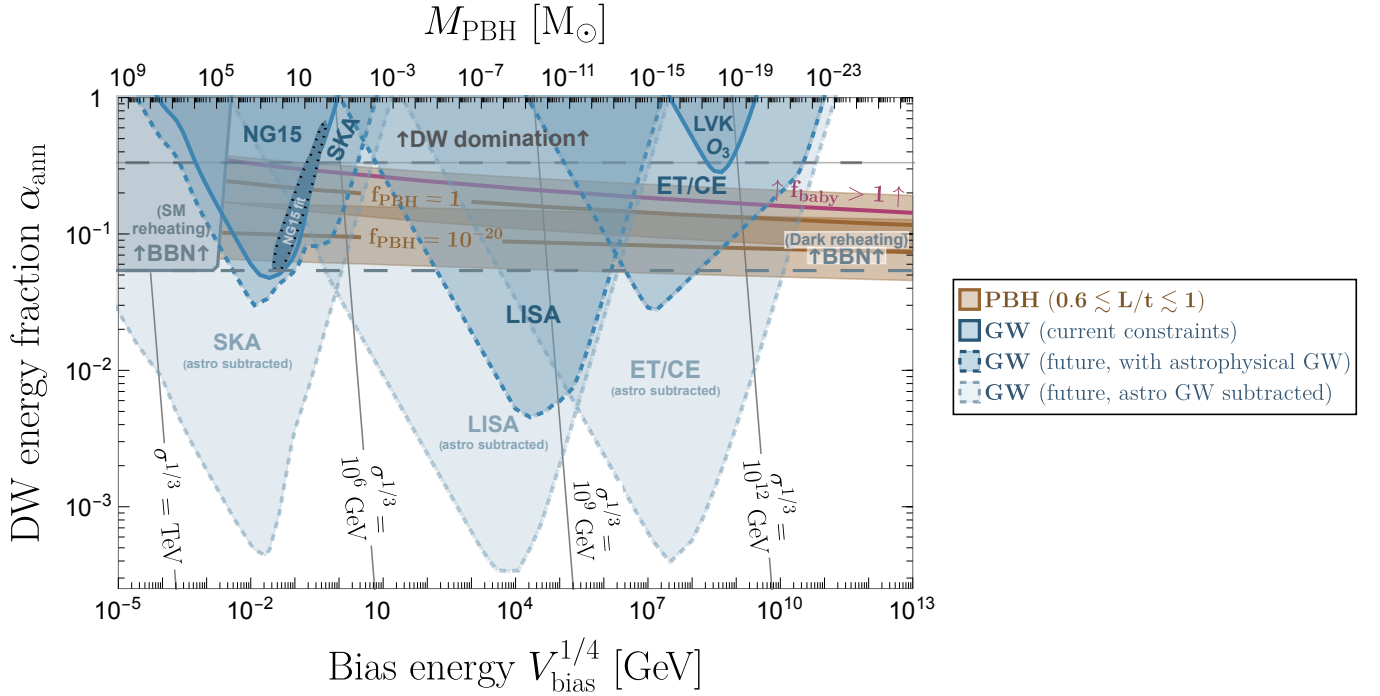 M_PBH [M_⊙]
10^9 10^5 10 10^-3 10^-7 10^-11 10^-15 10^-19 10^-23
DW energy fraction α_ann
1
10^-1
10^-2
10^-3
NG15
SKA
↑DW domination↑
LVK
O_3
ET/CE
↑ f_baby > 1 ↑
f_PBH = 1
NG15 fit
(SM
reheating)
↑BBN↑
f_PBH = 10^-20
(Dark reheating)
↑BBN↑
LISA
SKA
(astro subtracted)
ET/CE
(astro subtracted)
LISA
(astro subtracted)
σ^1/3 = TeV
σ^1/3 =
10^6 GeV
σ^1/3 =
10^9 GeV
σ^1/3 =
10^12 GeV
10^-5 10^-2 10 10^4 10^7 10^10 10^13
Bias energy V_bias^1/4 [GeV]
PBH (0.6 ≲ L/t ≲ 1)
GW (current constraints)
GW (future, with astrophysical GW)
GW (future, astro GW subtracted)